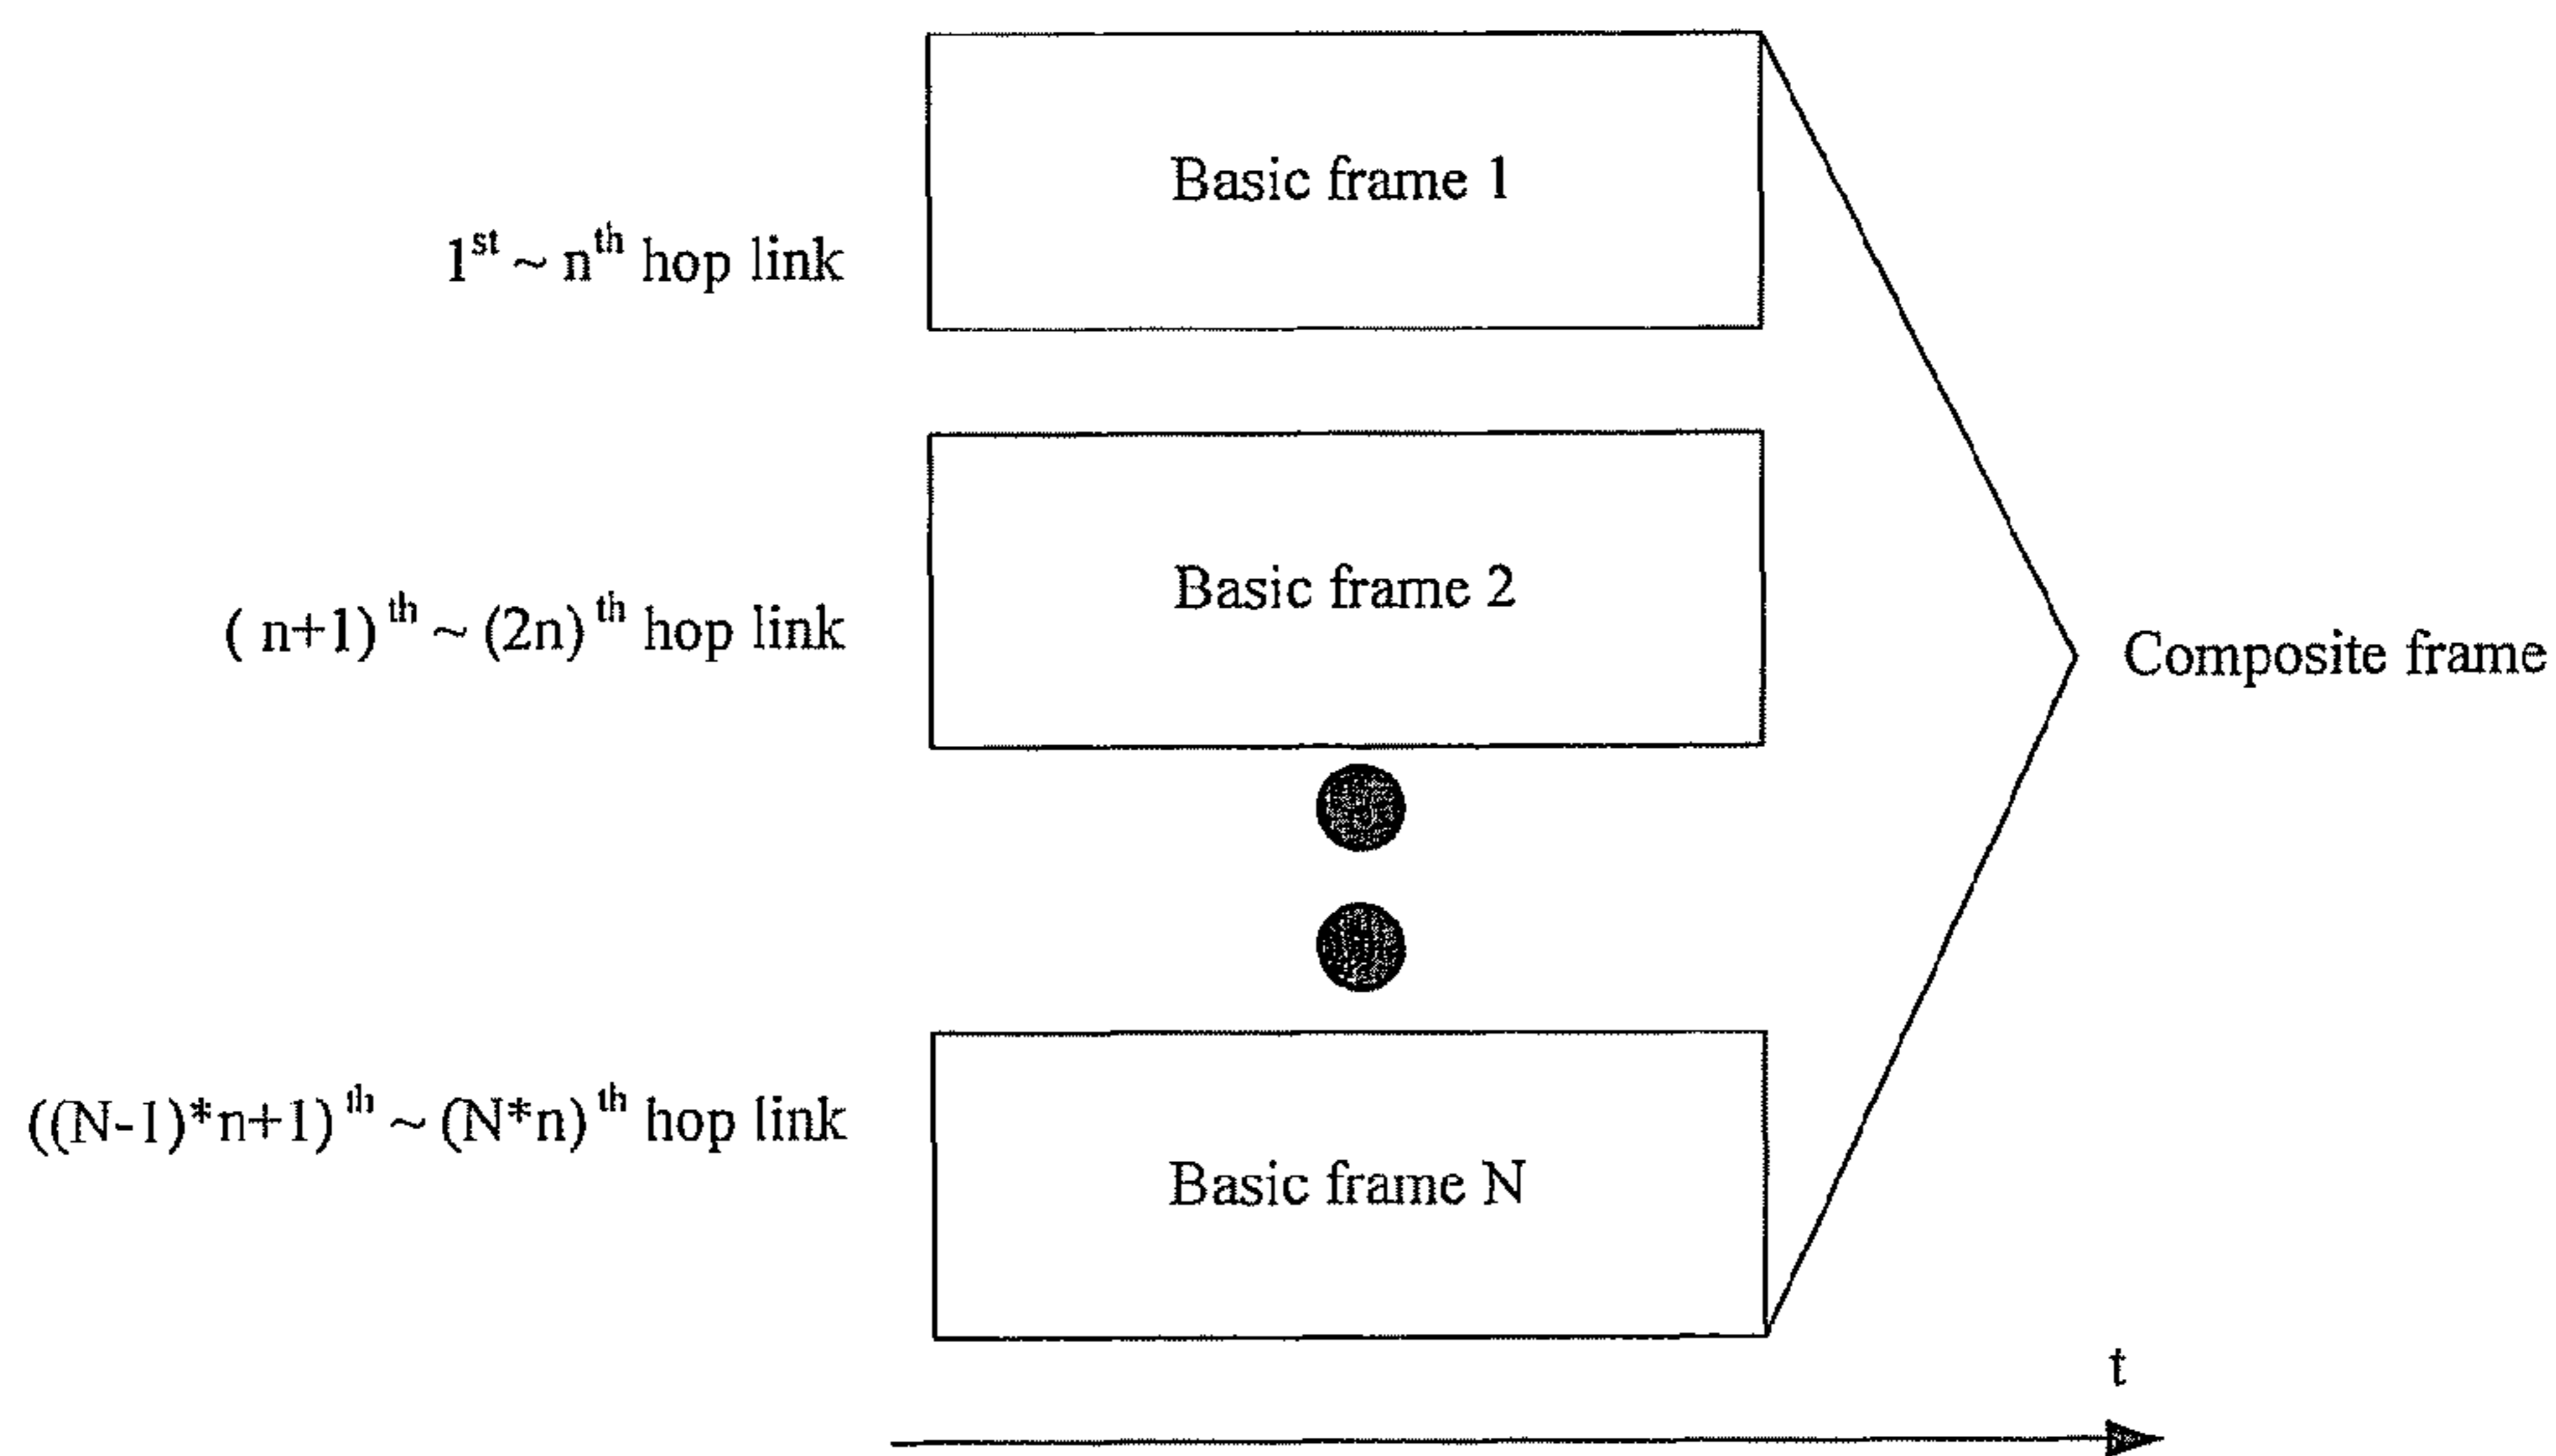 Basic frame 1
1st ~ nth hop link
Basic frame 2
( n+1) th ~ (2n) th hop link
Composite frame
((N-1)*n+1) th ~ (N*n) th hop link
Basic frame N
t